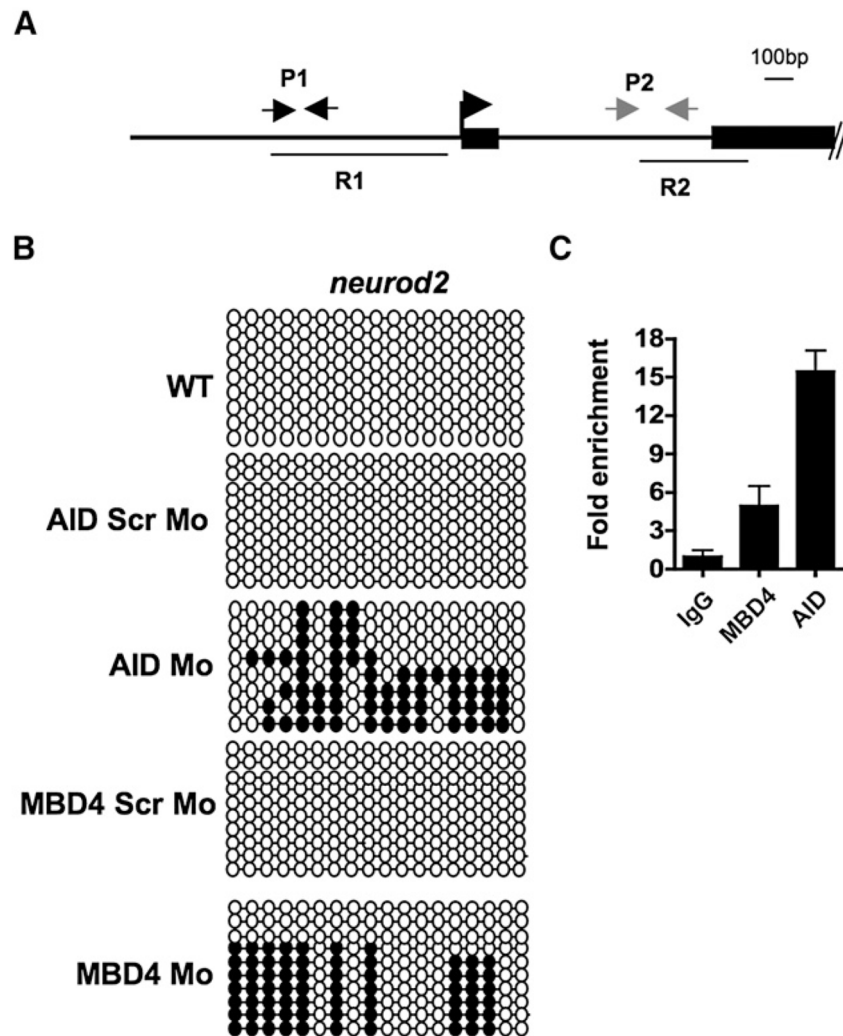 A
P1
P2
100bp
R1
R2
B
C
neurod2
WT
AID Scr Mo
AID Mo
MBD4 Scr Mo
MBD4 Mo
Fold enrichment
18
15
12
9
6
3
0
IgG
MBD4
AID